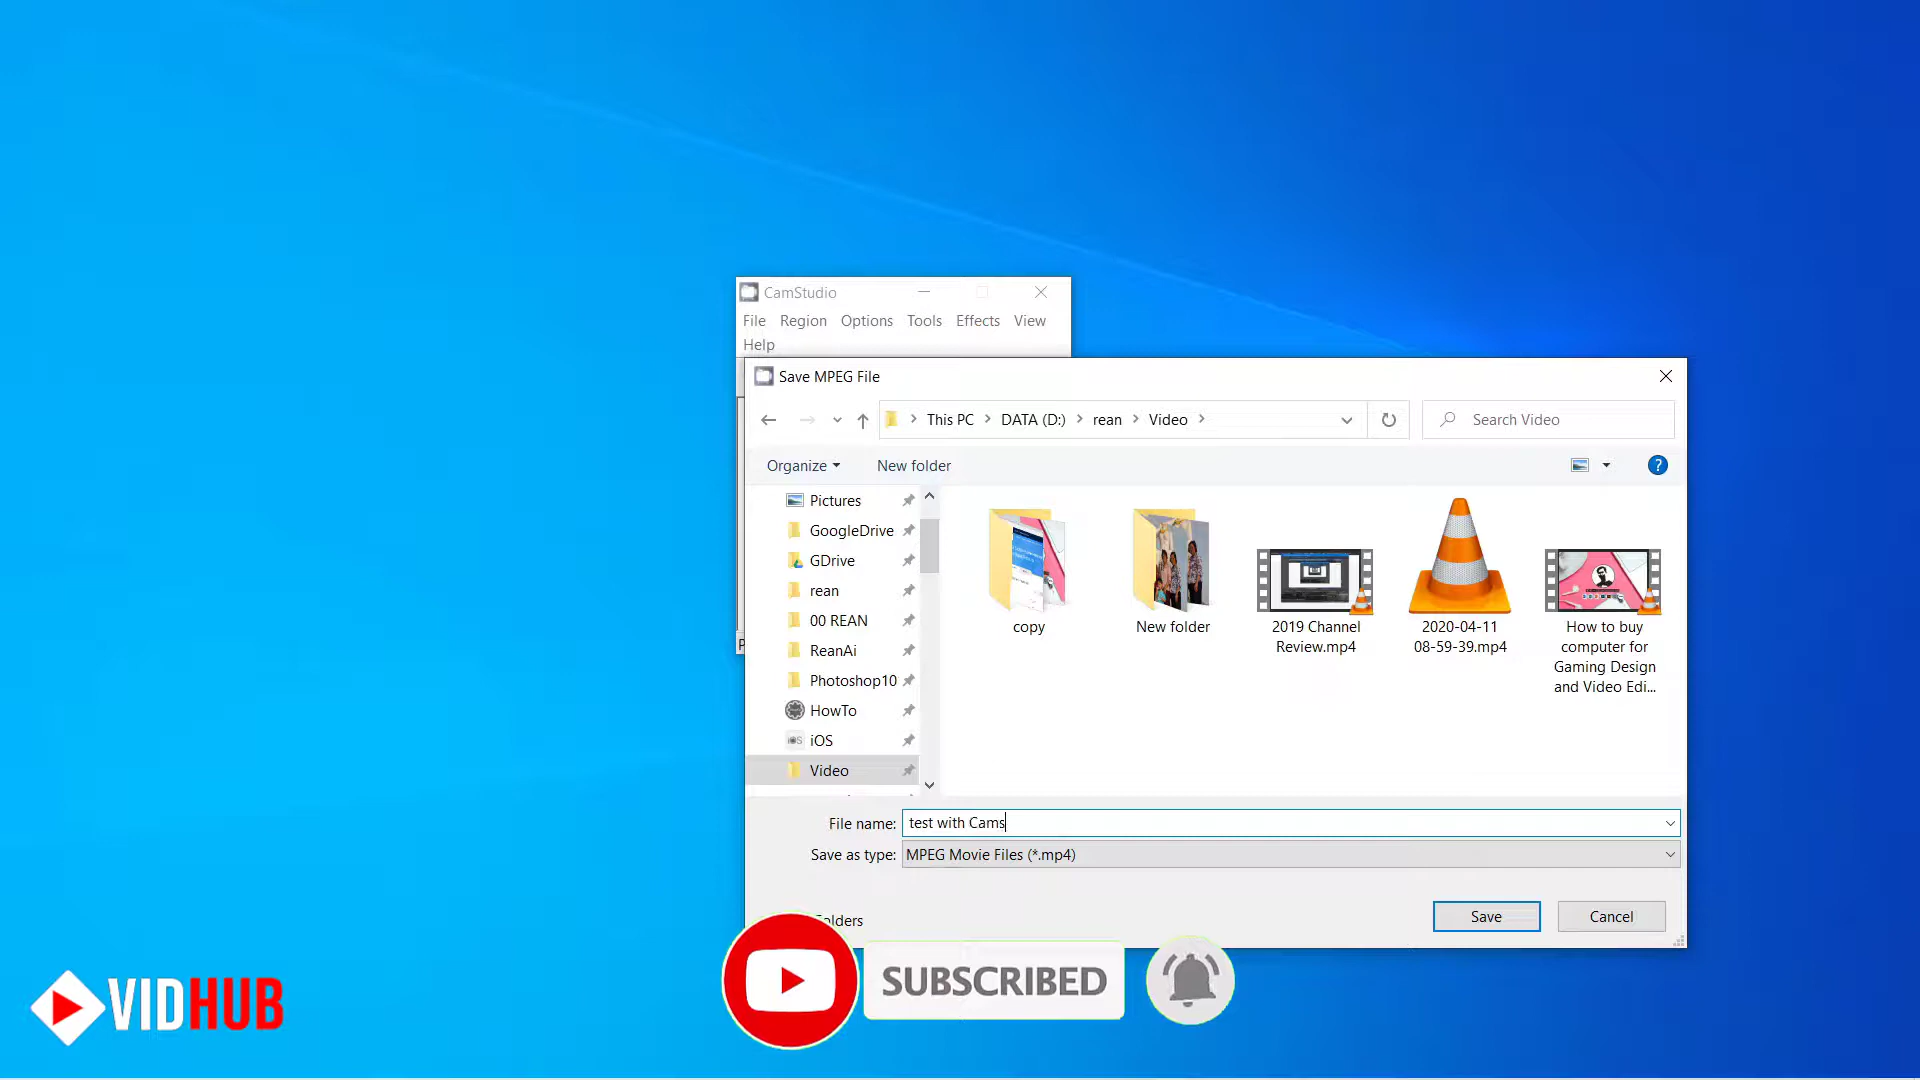 CamStudio
File Region Options Tools Effects View
Help
Save MPEG File
This PC DATA (D:) rean Video
Search Video
Organize New folder
Pictures
GoogleDrive
GDrive
rean
00 REAN
ReanAi
Photoshop10
HowTo
iOS
Video
copy
New folder
2019 Channel
Review.mp4
2020-04-11
08-59-39.mp4
How to buy
computer for
Gaming Design
and Video Edi...
File name: test with Cams
Save as type: MPEG Movie Files (*.mp4)
Folders
Save
Cancel
SUBSCRIBED
VIDHUB